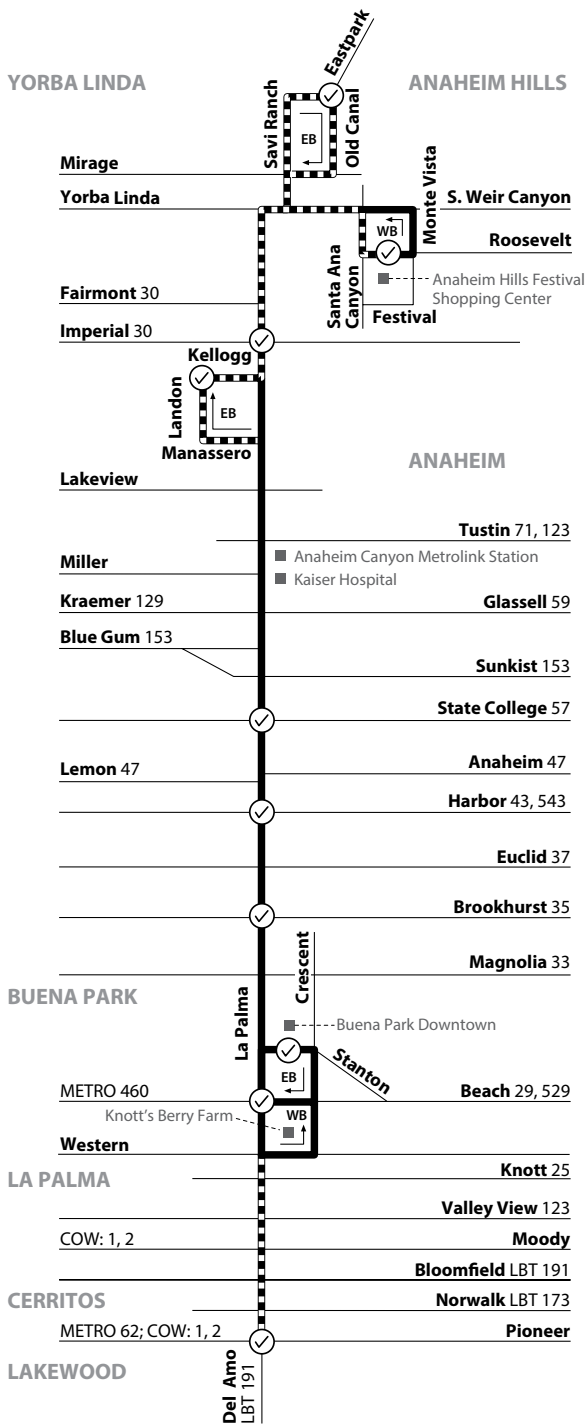 Eastpark
YORBA LINDA
ANAHEIM HILLS
Savi Ranch
EB
Old Canal
Mirage
Yorba Linda
Monte Vista
S. Weir Canyon
WB
Roosevelt
Santa Ana
Canyon
Anaheim Hills Festival
Shopping Center
Festival
Fairmont 30
Imperial 30
Kellogg
Landon
EB
Manassero
ANAHEIM
Lakeview
Tustin 71, 123
Anaheim Canyon Metrolink Station
Miller
Kaiser Hospital
Kraemer 129
Glassell 59
Blue Gum 153
Sunkist 153
State College 57
Anaheim 47
Lemon 47
Harbor 43, 543
Euclid 37
Brookhurst 35
Crescent
Magnolia 33
BUENA PARK
La Palma
Buena Park Downtown
Stanton
EB
METRO 460
Beach 29, 529
Knott's Berry Farm
WB
Western
Knott 25
LA PALMA
Valley View 123
COW: 1, 2
Moody
Bloomfield LBT 191
CERRITOS
Norwalk LBT 173
METRO 62; COW: 1, 2
Pioneer
LAKEWOOD
Del Amo
LBT 191